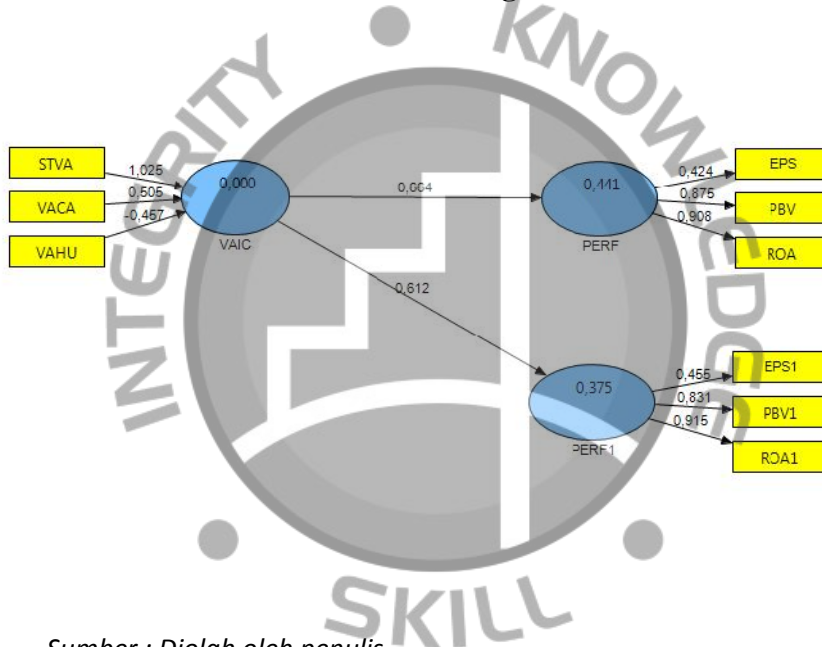 KNOWLEDGE
INTEGRITY
SKILL
STVA
VACA
VAHU
1,025
0,505
-0,457
0,000
VAIC
0,664
0,612
0,441
PERF
0,424
0,875
0,908
EPS
PBV
ROA
0,375
PERF1
0,455
0,831
0,915
EPS1
PBV1
ROA1
Sumber : Diolah oleh penulis